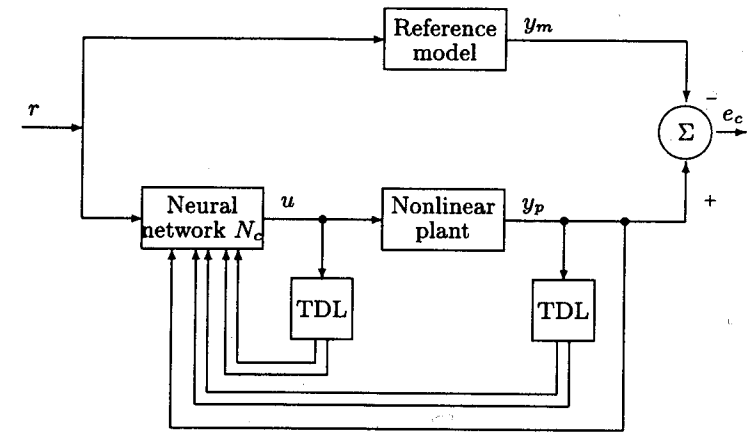 Reference
model
y_m
r
−
e_c
Σ
Neural
network N_c
u
Nonlinear
plant
y_p
+
TDL
TDL